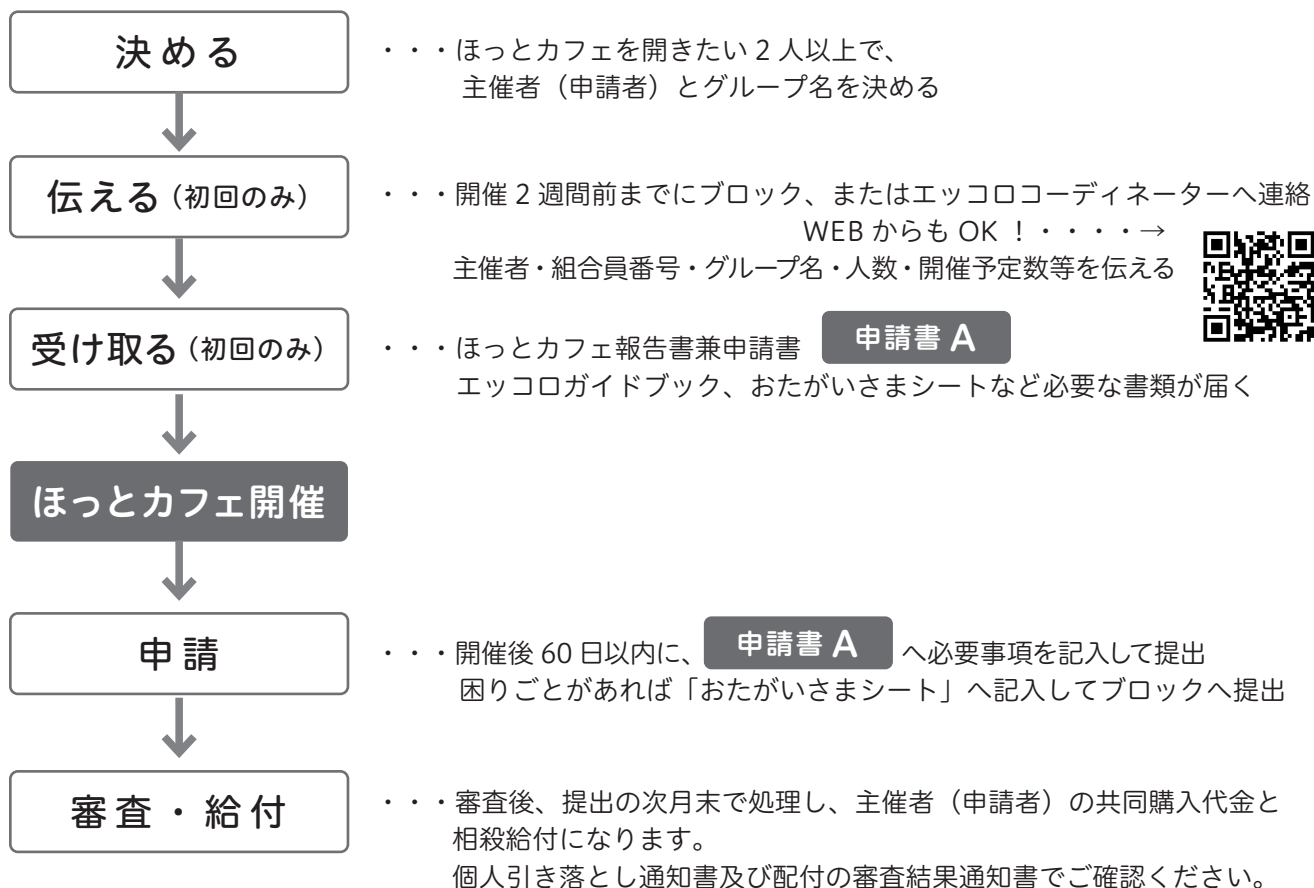 決める
・・・ほっとカフェを開きたい 2 人以上で、
主催者（申請者）とグループ名を決める
伝える（初回のみ）
・・・開催 2 週間前までにブロック、またはエッコロコーディネーターへ連絡
WEB からも OK ！・・・・→
主催者・組合員番号・グループ名・人数・開催予定数等を伝える
受け取る（初回のみ）
・・・ほっとカフェ報告書兼申請書 申請書 A
エッコロガイドブック、おたがいさまシートなど必要な書類が届く
ほっとカフェ開催
申請
・・・開催後 60 日以内に、 申請書 A へ必要事項を記入して提出
困りごとがあれば「おたがいさまシート」へ記入してブロックへ提出
審査・給付
・・・審査後、提出の次月末で処理し、主催者（申請者）の共同購入代金と
相殺給付になります。
個人引き落とし通知書及び配付の審査結果通知書でご確認ください。